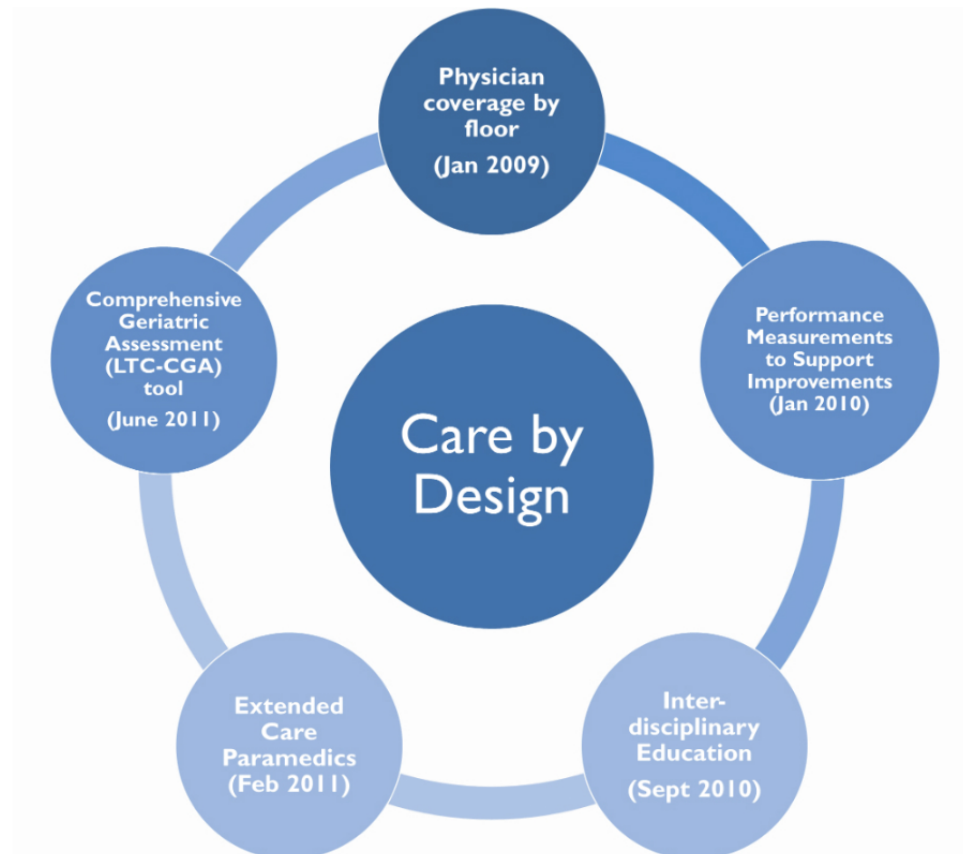 Physician
coverage by
floor
(Jan 2009)
Performance
Measurements
to Support
Improvements
(Jan 2010)
Inter-
disciplinary
Education
(Sept 2010)
Extended
Care
Paramedics
(Feb 2011)
Comprehensive
Geriatric
Assessment
(LTC-CGA)
tool
(June 2011)
Care by
Design